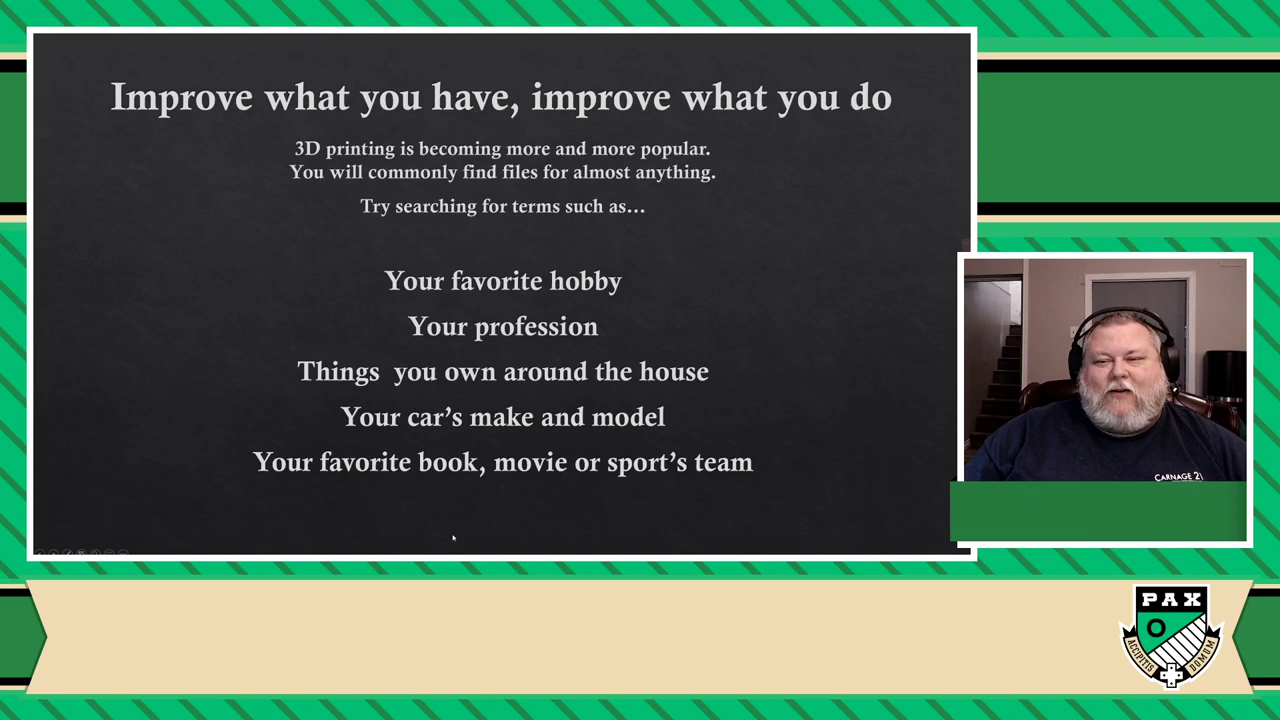 Improve what you have, improve what you do
3D printing is becoming more and more popular.
You will commonly find files for almost anything.
Try searching for terms such as…
Your favorite hobby
Your profession
Things  you own around the house
Your car’s make and model
Your favorite book, movie or sport’s team
CARNAGE 21
PAX
O
ACCIPITIS DOMUM